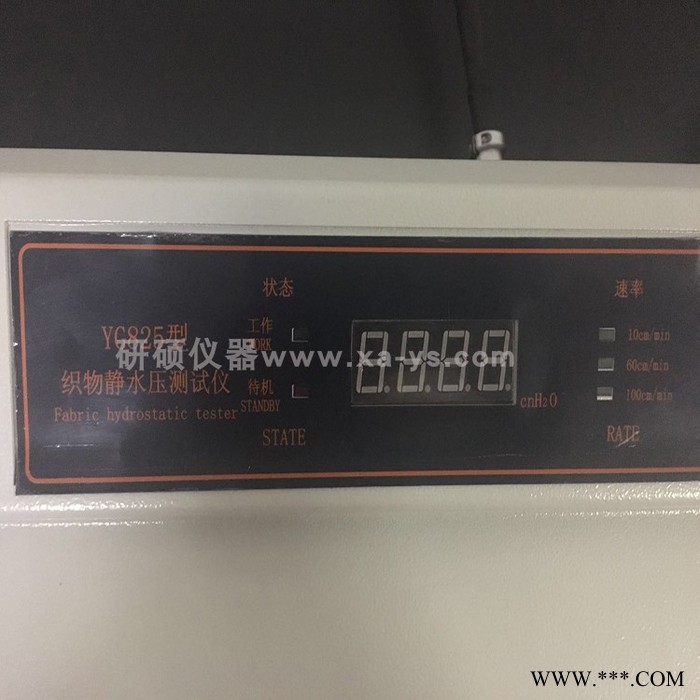 状态
速率
YG825型
工作
WORK
10cm/min
研硕仪器www.xa-ys.com
60cm/min
织物静水压测试仪
待机
STANDBY
100cm/min
cmH₂O
Fabric hydrostatic tester
STATE
RATE
WWW.***.COM